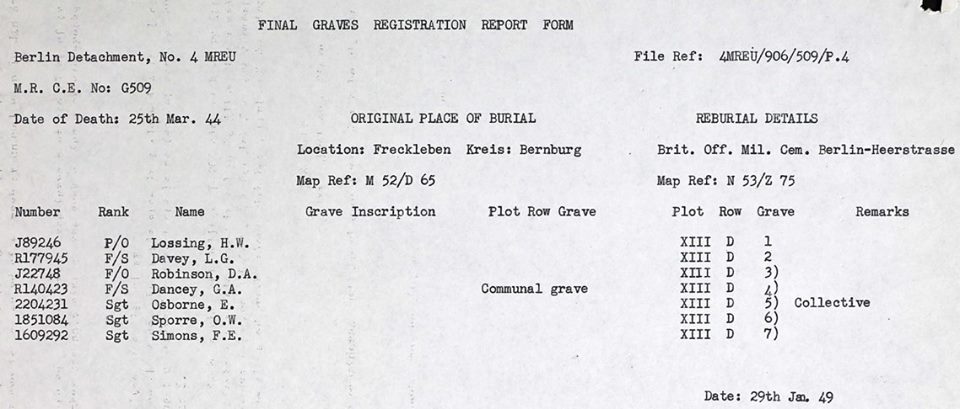 FINAL GRAVES REGISTRATION REPORT FORM
Berlin Detachment, No. 4 MREU File Ref: 4MREU/906/509/P.4
M.R. C.E. No: G509
Date of Death: 25th Mar. 44 ORIGINAL PLACE OF BURIAL REBURIAL DETAILS
Location: Freckleben Kreis: Bernburg Brit. Off. Mil. Cem. Berlin-Heerstrasse
Map Ref: M 52/D 65 Map Ref: N 53/Z 75
Number Rank Name Grave Inscription Plot Row Grave Plot Row Grave Remarks
J89246 P/O Lossing, H.W. XIII D 1
R177945 F/S Davey, L.G. XIII D 2
J22748 F/O Robinson, D.A. XIII D 3)
R140423 F/S Dancey, G.A. Communal grave XIII D 4)
2204231 Sgt Osborne, E. XIII D 5) Collective
1851084 Sgt Sporre, O.W. XIII D 6)
1609292 Sgt Simons, F.E. XIII D 7)
Date: 29th Jan. 49